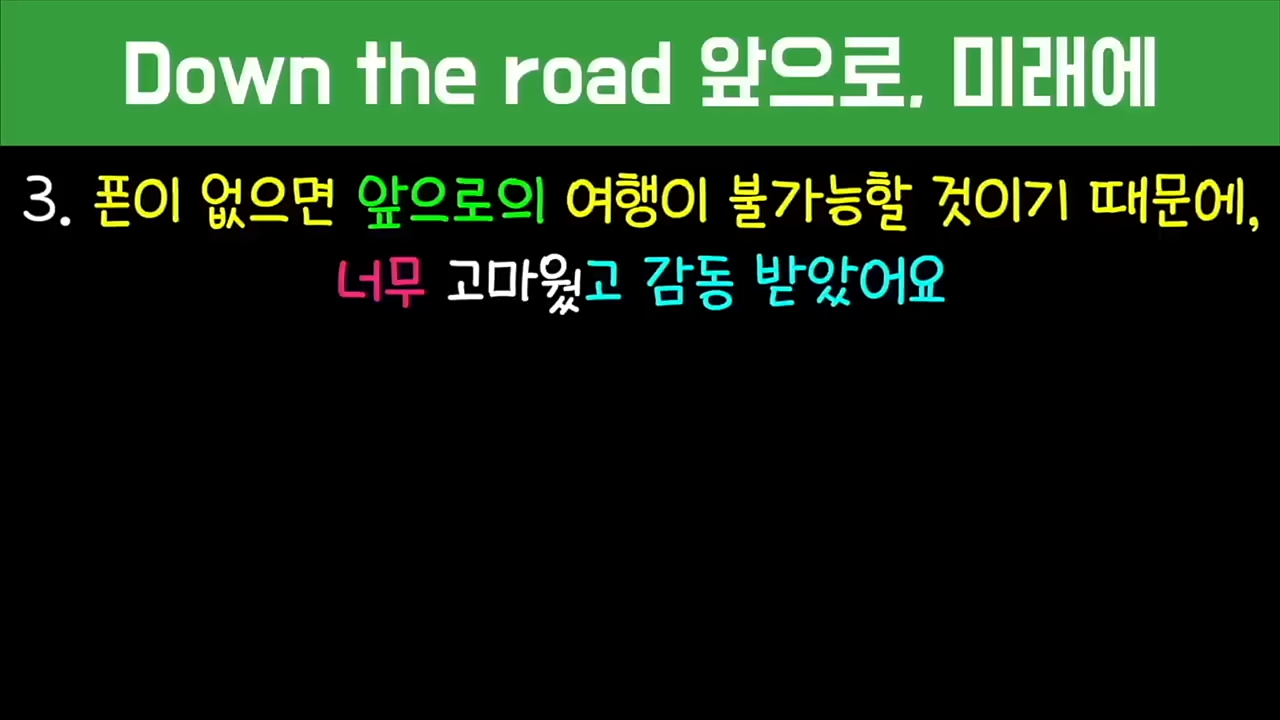 Down the road 앞으로, 미래에
3. 폰이 없으면 앞으로의 여행이 불가능할 것이기 때문에,
너무 고마웠고 감동 받았어요